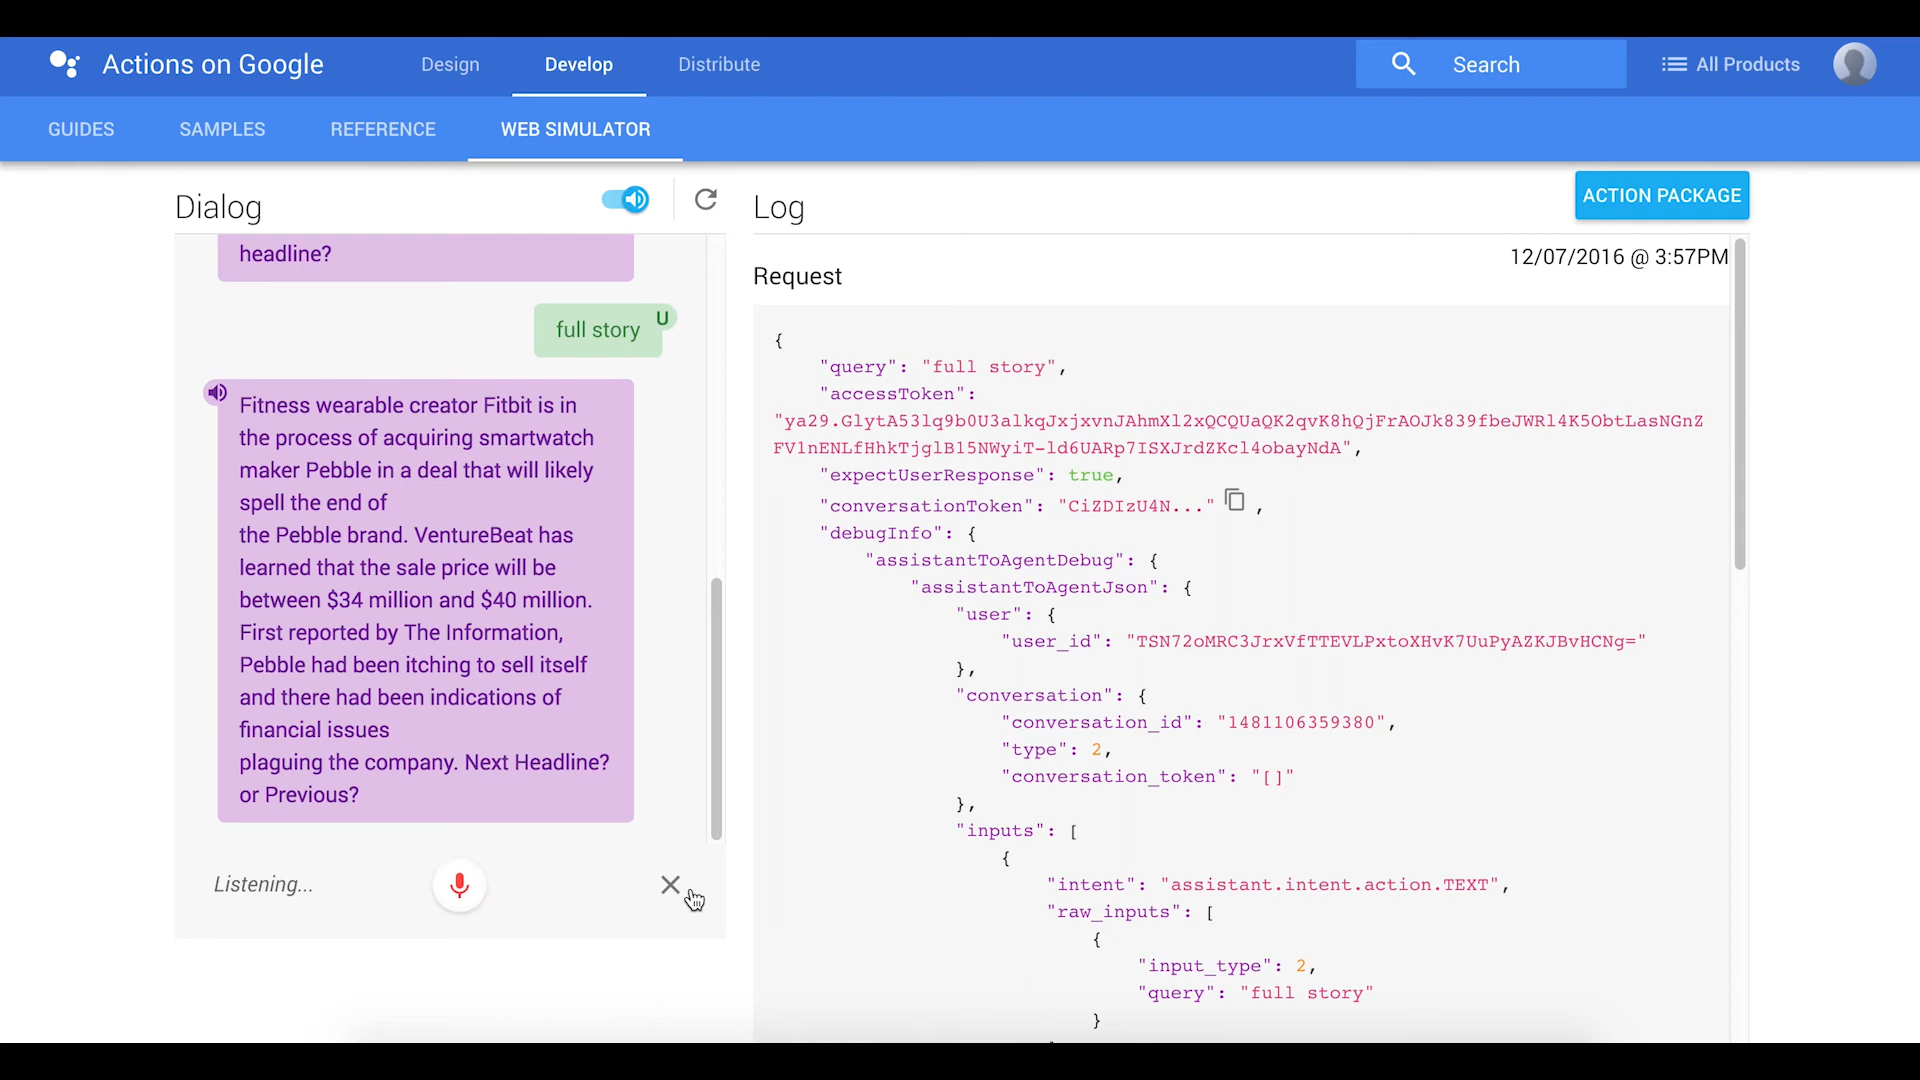 Actions on Google
Design
Develop
Distribute
Search
All Products
GUIDES
SAMPLES
REFERENCE
WEB SIMULATOR
Dialog
headline?
full story
U
Fitness wearable creator Fitbit is in
the process of acquiring smartwatch
maker Pebble in a deal that will likely
spell the end of
the Pebble brand. VentureBeat has
learned that the sale price will be
between $34 million and $40 million.
First reported by The Information,
Pebble had been itching to sell itself
and there had been indications of
financial issues
plaguing the company. Next Headline?
or Previous?
Listening...
Log
ACTION PACKAGE
12/07/2016 @ 3:57PM
Request
{
"query": "full story",
"accessToken":
"ya29.GlytA53lq9b0U3alkqJxjxvnJAhmXl2xQCQUaQK2qvK8hQjFrAOJk839fbeJWRl4K5ObtLasNGnZ
FV1nENLfHhkTjglB15NWyiT-ld6UARp7ISXJrdZKcl4obayNdA",
"expectUserResponse": true,
"conversationToken": "CiZDIzU4N..." ,
"debugInfo": {
"assistantToAgentDebug": {
"assistantToAgentJson": {
"user": {
"user_id": "TSN72oMRC3JrxVfTTEVLPxtoXHvK7UuPyAZKJBvHCNg="
},
"conversation": {
"conversation_id": "1481106359380",
"type": 2,
"conversation_token": "[]"
},
"inputs": [
{
"intent": "assistant.intent.action.TEXT",
"raw_inputs": [
{
"input_type": 2,
"query": "full story"
}